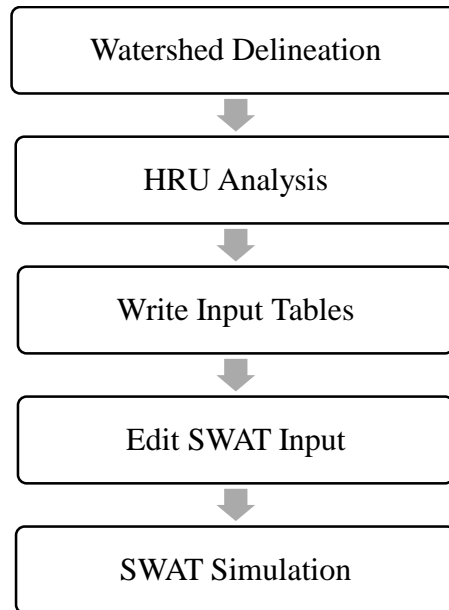 Watershed Delineation
HRU Analysis
Write Input Tables
Edit SWAT Input
SWAT Simulation